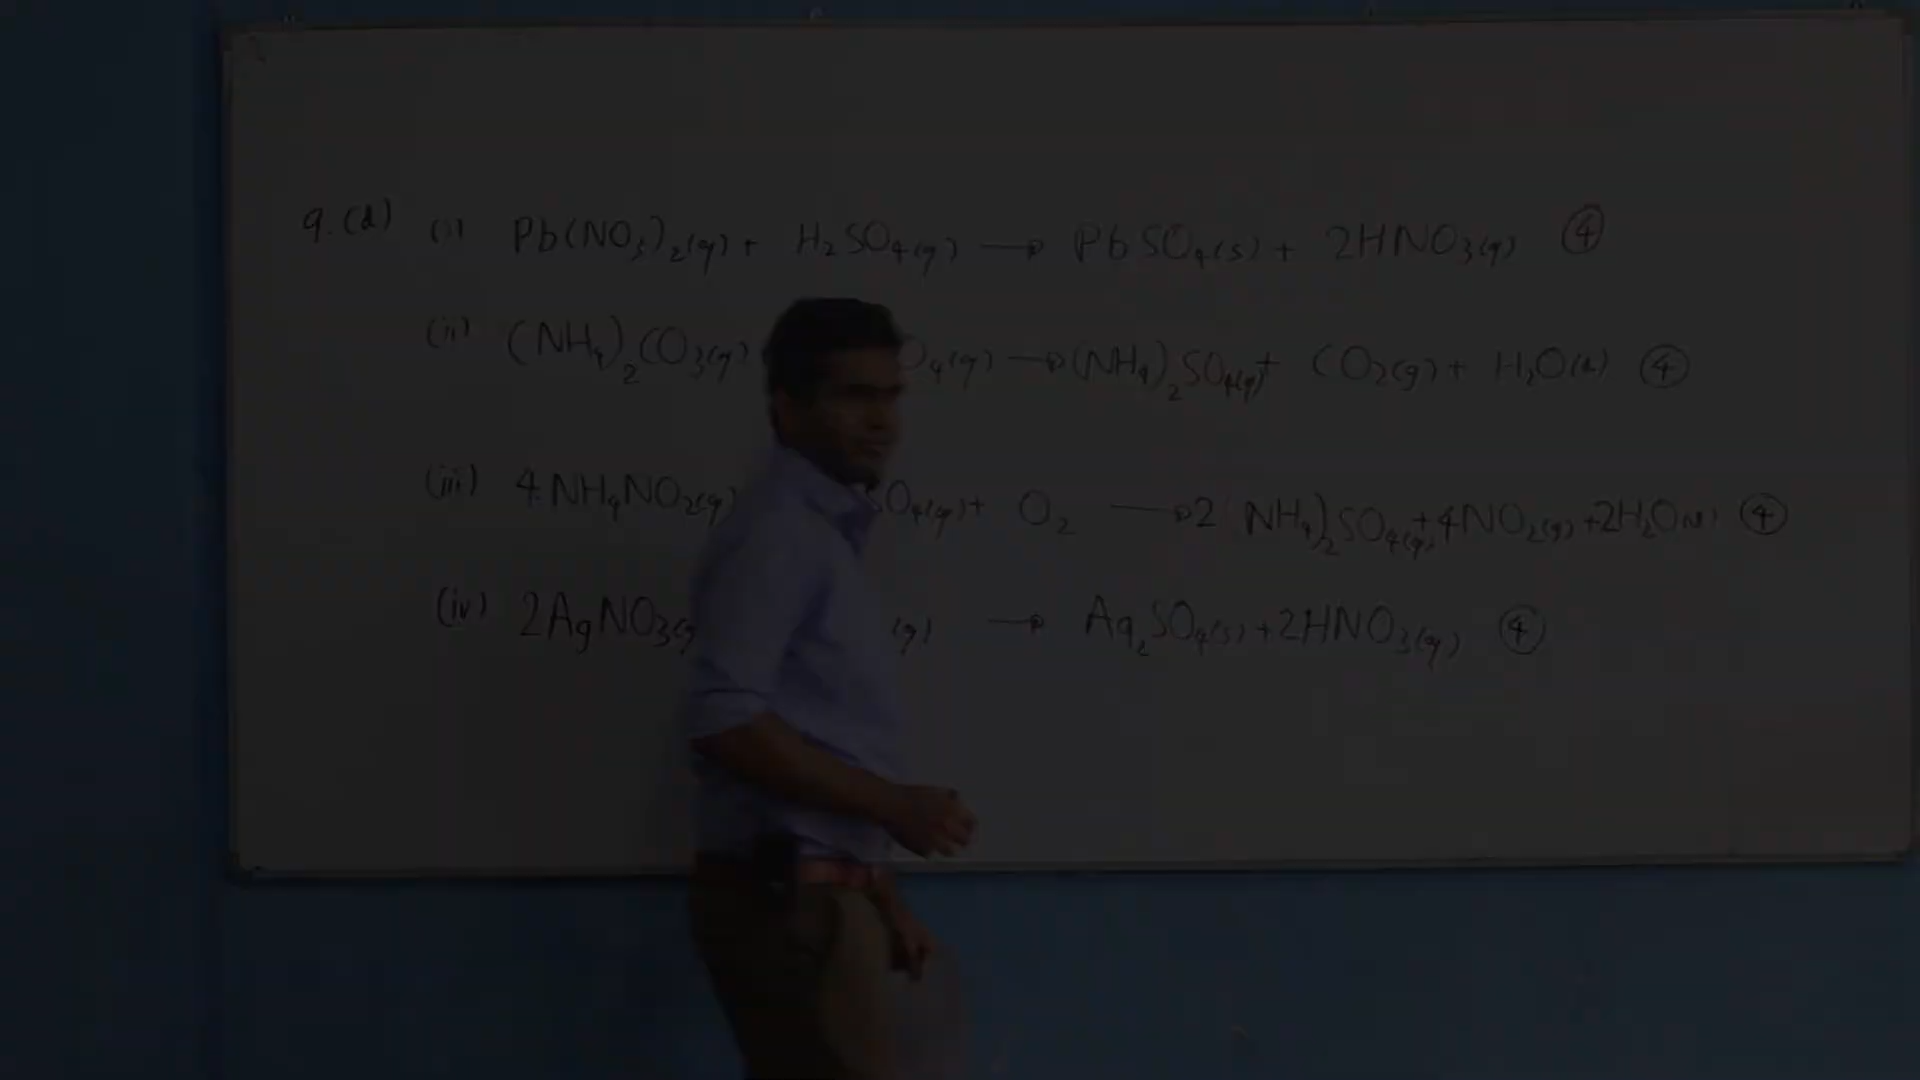 9.(d) (i) Pb(NO₃)₂(q) + H₂SO₄(q) → PbSO₄(s) + 2HNO₃(q) ④
(ii) (NH₄)₂CO₃(q) O₄(q) → (NH₄)₂SO₄(q) + CO₂(g) + H₂O(l) ④
(iii) 4NH₄NO₂(q) SO₄(q) + O₂ → 2 NH₄)₂SO₄(q) + 4NO₂(g) + 2H₂O(l) ④
(iv) 2AgNO₃(q (q) → Ag₂SO₄(s) + 2HNO₃(q) ④